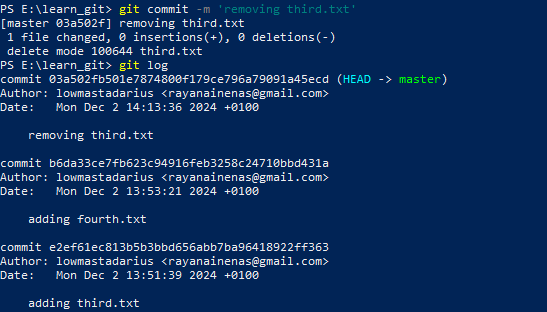 PS E:\learn_git> git commit -m 'removing third.txt'
[master 03a502f] removing third.txt
 1 file changed, 0 insertions(+), 0 deletions(-)
 delete mode 100644 third.txt
PS E:\learn_git> git log
commit 03a502fb501e7874800f179ce796a79091a45ecd (HEAD -> master)
Author: lowmastadarius <rayanainenas@gmail.com>
Date:   Mon Dec 2 14:13:36 2024 +0100

    removing third.txt

commit b6da33ce7fb623c94916feb3258c24710bbd431a
Author: lowmastadarius <rayanainenas@gmail.com>
Date:   Mon Dec 2 13:53:21 2024 +0100

    adding fourth.txt

commit e2ef61ec813b5b3bbd656abb7ba96418922ff363
Author: lowmastadarius <rayanainenas@gmail.com>
Date:   Mon Dec 2 13:51:39 2024 +0100

    adding third.txt